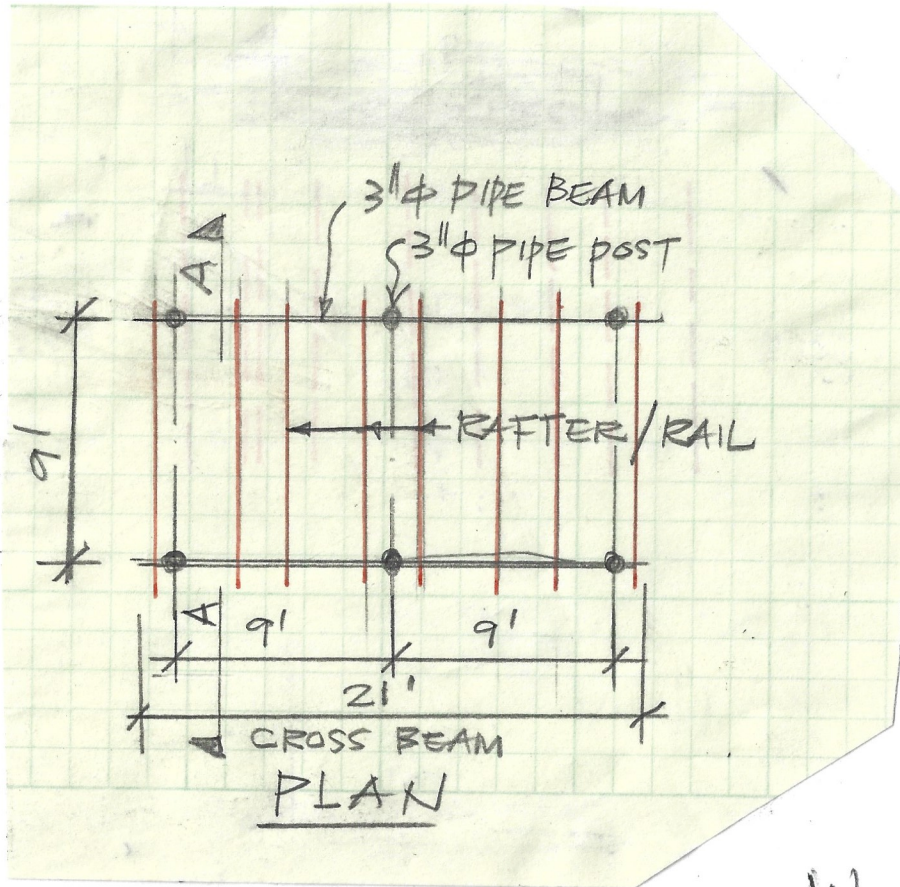 3"ф PIPE BEAM
3"ф PIPE POST
A
9'
RAFTER/RAIL
A
9'
9'
21'
CROSS BEAM
PLAN